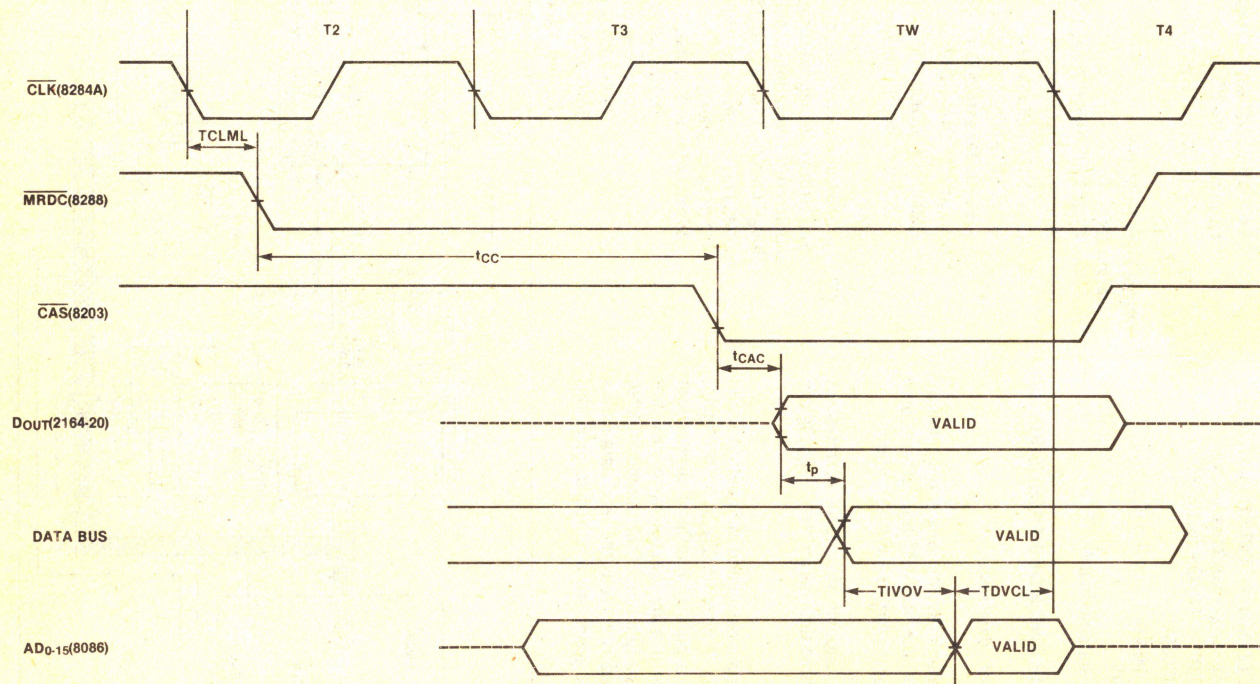 T2 T3 TW T4
CLK(8284A)
TCLML
MRDC(8288)
tCC
CAS(8203)
tCAC
DOUT(2164-20)
VALID
tp
DATA BUS
VALID
TIVOV TDVCL
AD0-15(8086)
VALID